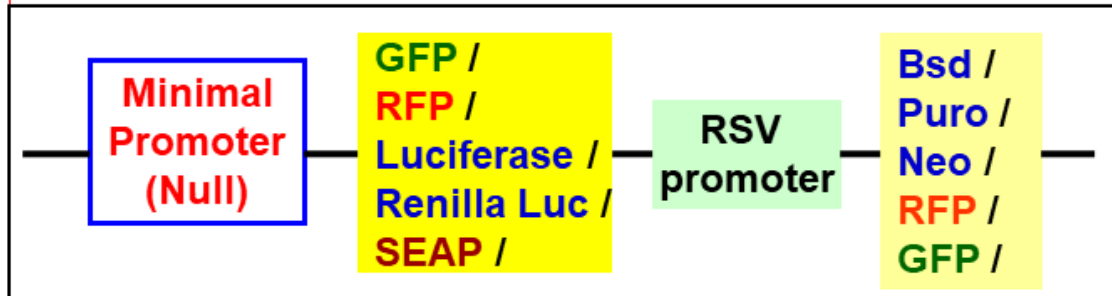 Minimal
Promoter
(Null)
GFP /
RFP /
Luciferase /
Renilla Luc /
SEAP /
RSV
promoter
Bsd /
Puro /
Neo /
RFP /
GFP /